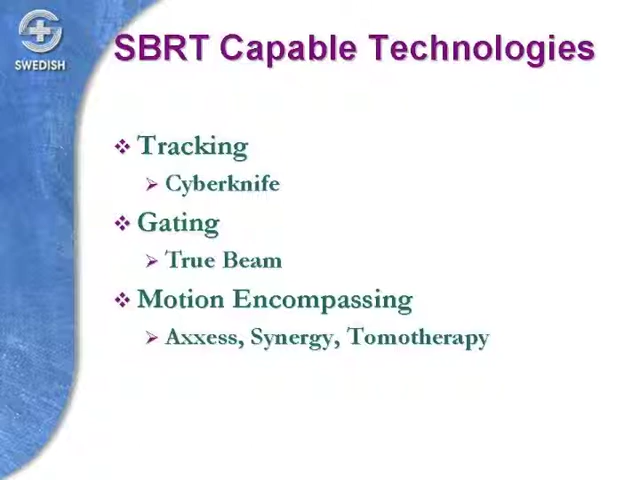 SWEDISH
SBRT Capable Technologies
Tracking
Cyberknife
Gating
True Beam
Motion Encompassing
Axxess, Synergy, Tomotherapy